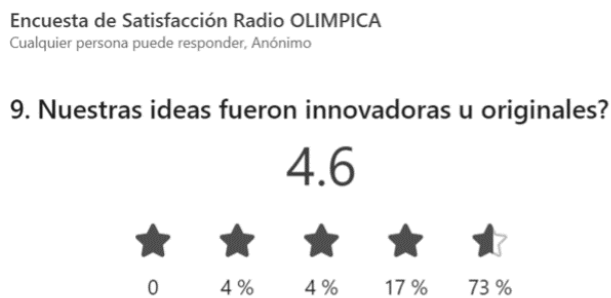 Encuesta de Satisfacción Radio OLIMPICA
Cualquier persona puede responder, Anónimo
9. Nuestras ideas fueron innovadoras u originales?
4.6
0 4 % 4 % 17 % 73 %